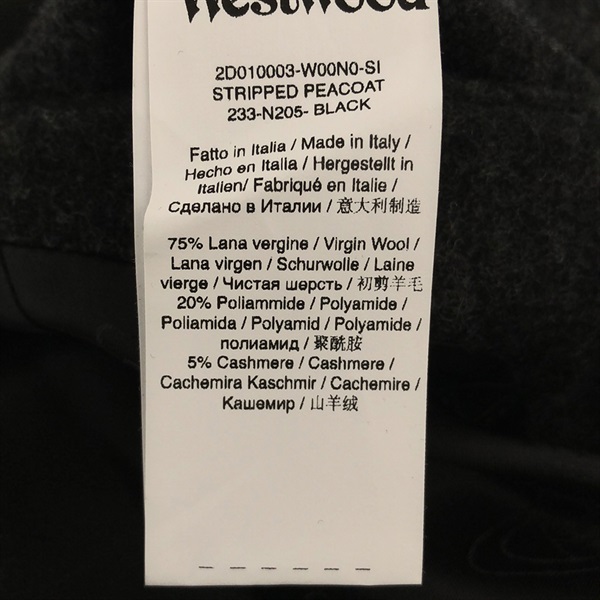 Westwood
2D010003-W00N0-SI
STRIPPED PEACOAT
233-N205- BLACK
Fatto in Italia / Made in Italy /
Hecho en Italia / Hergestellt in
Italien/ Fabriqué en Italie /
Сделано в Италии / 意大利制造
75% Lana vergine / Virgin Wool /
Lana virgen / Schurwolle / Laine
vierge / Чистая шерсть / 初剪羊毛
20% Poliammide / Polyamide /
Poliamida / Polyamid / Polyamide /
полиамид / 聚酰胺
5% Cashmere / Cashmere /
Cachemira Kaschmir / Cachemire /
Кашемир / 山羊绒